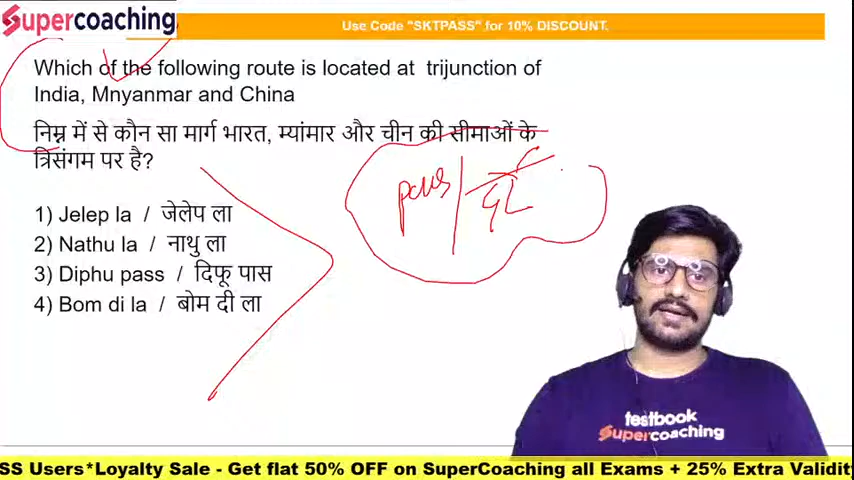 Supercoaching
Use Code "SKTPASS" for 10% DISCOUNT.
Which of the following route is located at trijunction of
India, Mnyanmar and China
निम्न में से कौन सा मार्ग भारत, म्यांमार और चीन की सीमाओं के
त्रिसंगम पर है?
pass
1) Jelep la / जेलेप ला
2) Nathu la / नाथु ला
3) Diphu pass / दिफू पास
4) Bom di la / बोम दी ला
testbook
Supercoaching
SS Users*Loyalty Sale - Get flat 50% OFF on SuperCoaching all Exams + 25% Extra Validity